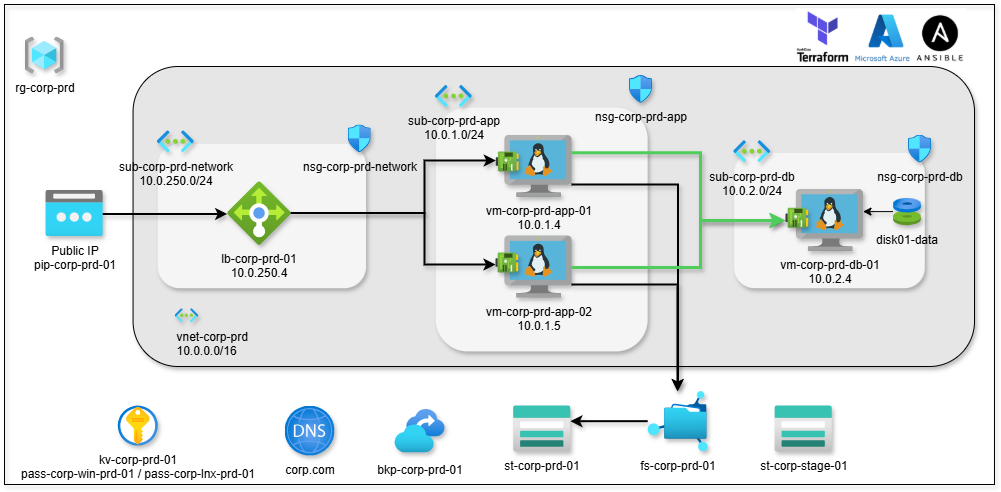 HashiCorp
Terraform
Microsoft Azure
ANSIBLE
rg-corp-prd
sub-corp-prd-network
10.0.250.0/24
nsg-corp-prd-network
sub-corp-prd-app
10.0.1.0/24
nsg-corp-prd-app
sub-corp-prd-db
10.0.2.0/24
nsg-corp-prd-db
Public IP
pip-corp-prd-01
lb-corp-prd-01
10.0.250.4
vm-corp-prd-app-01
10.0.1.4
vm-corp-prd-app-02
10.0.1.5
disk01-data
vm-corp-prd-db-01
10.0.2.4
vnet-corp-prd
10.0.0.0/16
kv-corp-prd-01
pass-corp-win-prd-01 / pass-corp-lnx-prd-01
DNS
corp.com
bkp-corp-prd-01
st-corp-prd-01
fs-corp-prd-01
st-corp-stage-01